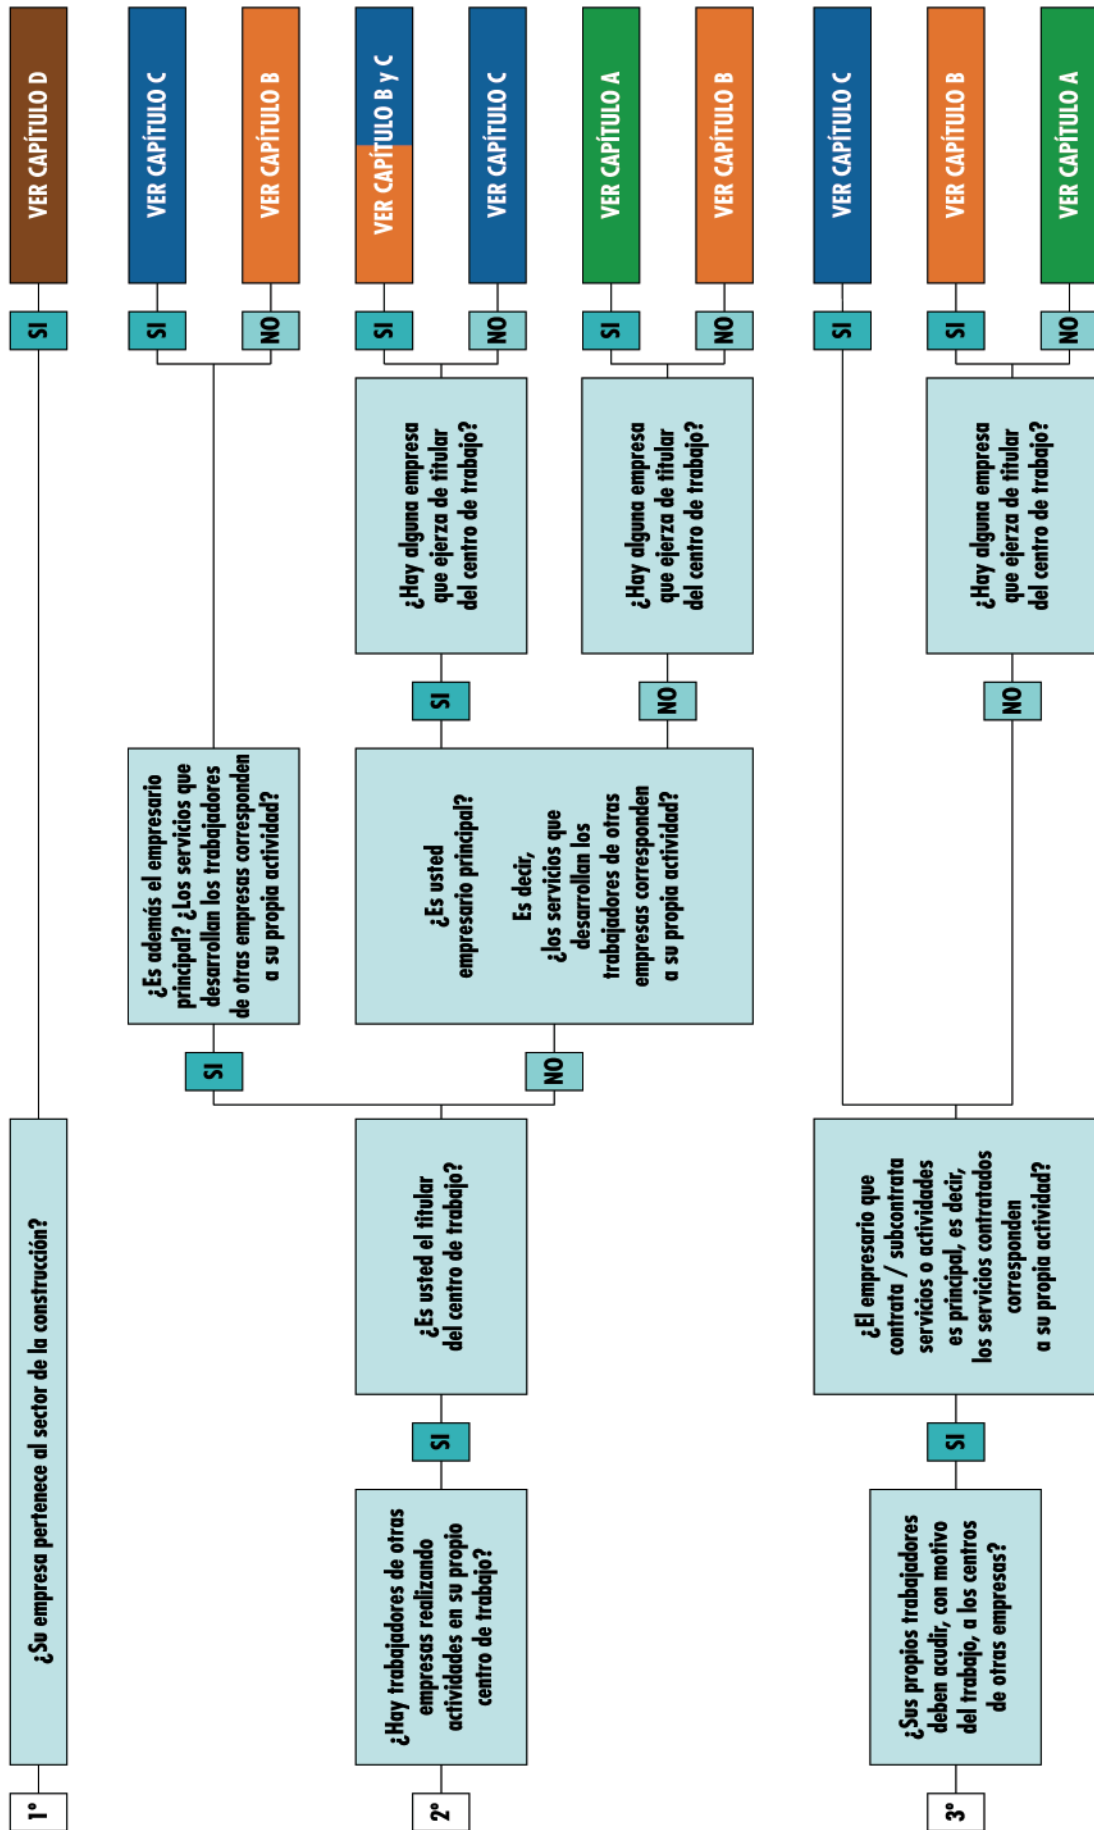 1º
¿Su empresa pertenece al sector de la construcción?
SI
VER CAPÍTULO D
2º
¿Hay trabajadores de otras
empresas realizando
actividades en su propio
centro de trabajo?
SI
¿Es usted el titular
del centro de trabajo?
SI
¿Es además el empresario
principal? ¿Los servicios que
desarrollan los trabajadores
de otras empresas corresponden
a su propia actividad?
SI
VER CAPÍTULO C
NO
VER CAPÍTULO B
NO
¿Es usted
empresario principal?
Es decir,
¿los servicios que
desarrollan los
trabajadores de otras
empresas corresponden
a su propia actividad?
SI
¿Hay alguna empresa
que ejerza de titular
del centro de trabajo?
SI
VER CAPÍTULO B y C
NO
VER CAPÍTULO C
NO
¿Hay alguna empresa
que ejerza de titular
del centro de trabajo?
SI
VER CAPÍTULO A
NO
VER CAPÍTULO B
3º
¿Sus propios trabajadores
deben acudir, con motivo
del trabajo, a los centros
de otras empresas?
SI
¿El empresario que
contrata / subcontrata
servicios o actividades
es principal, es decir,
los servicios contratados
corresponden
a su propia actividad?
SI
VER CAPÍTULO C
NO
¿Hay alguna empresa
que ejerza de titular
del centro de trabajo?
SI
VER CAPÍTULO B
NO
VER CAPÍTULO A